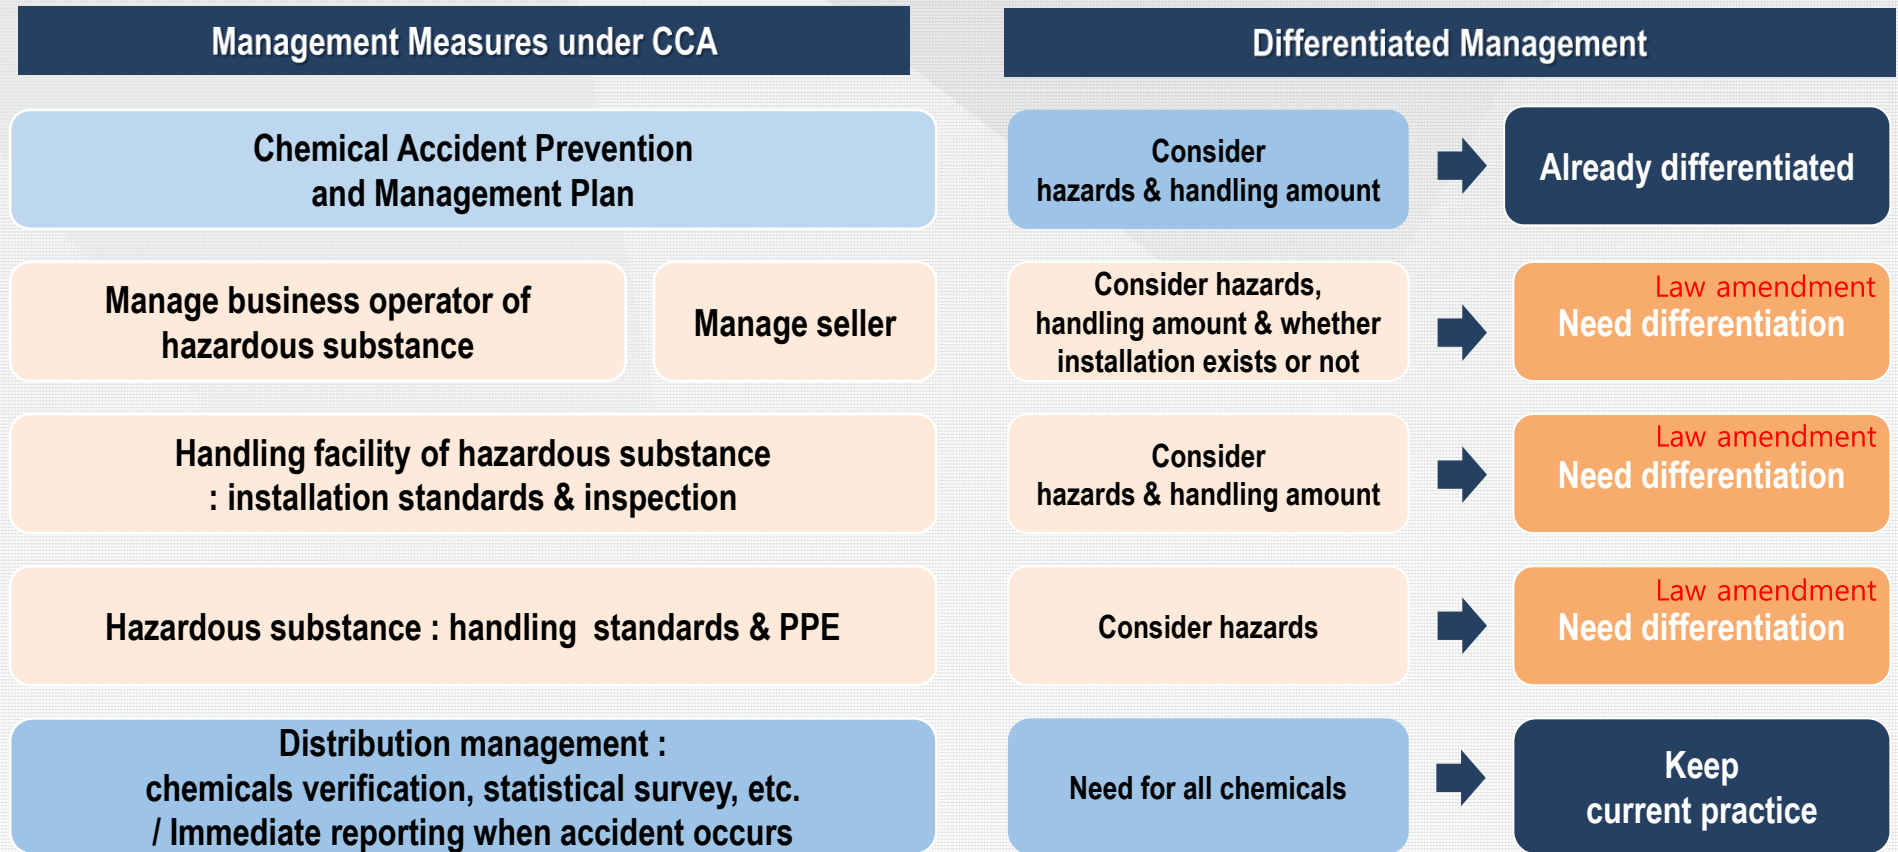 Management Measures under CCA
Differentiated Management
Chemical Accident Prevention
and Management Plan
Consider
hazards & handling amount
Already differentiated
Manage business operator of
hazardous substance
Manage seller
Consider hazards,
handling amount & whether
installation exists or not
Law amendment
Need differentiation
Handling facility of hazardous substance
: installation standards & inspection
Consider
hazards & handling amount
Law amendment
Need differentiation
Hazardous substance : handling  standards & PPE
Consider hazards
Law amendment
Need differentiation
Distribution management :
chemicals verification, statistical survey, etc.
/ Immediate reporting when accident occurs
Need for all chemicals
Keep
current practice